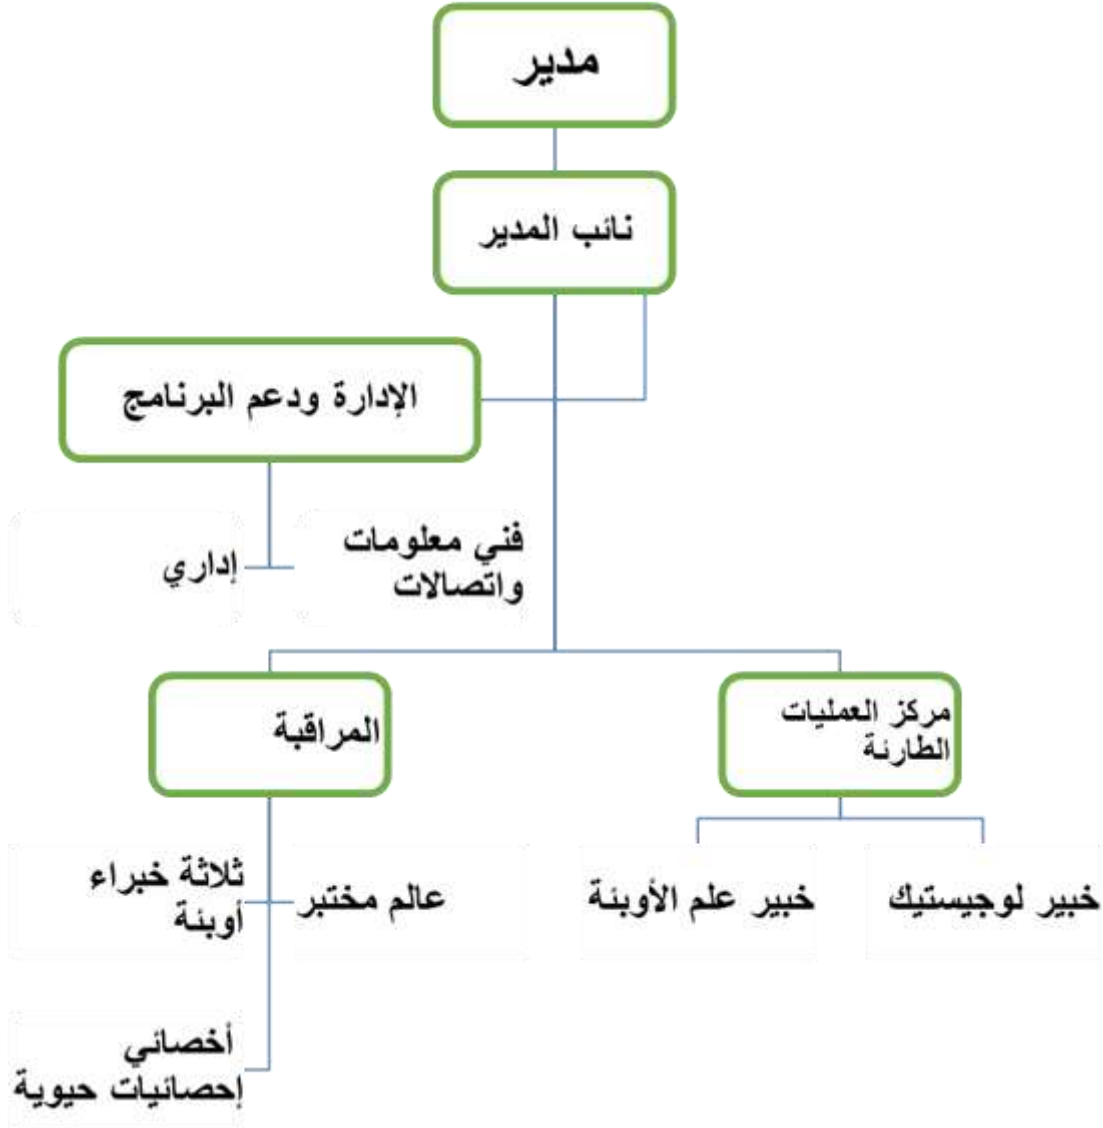 مدير
نائب المدير
الإدارة ودعم البرنامج
فني معلومات
واتصالات
إداري
مركز العمليات
الطارئة
المراقبة
خبير لوجيستيك
خبير علم الأوبئة
عالم مختبر
ثلاثة خبراء
أوبئة
أخصائي
إحصائيات حيوية